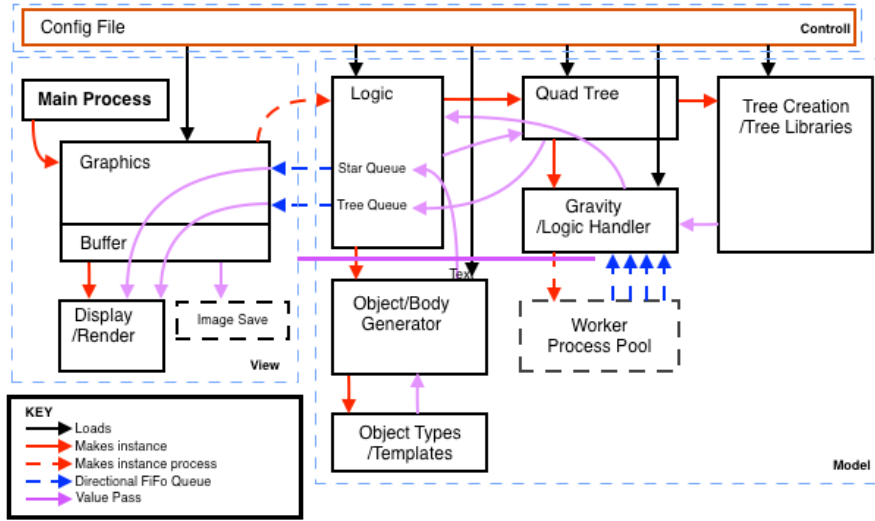 Config File
Controll
Main Process
Graphics
Buffer
Display
/Render
Image Save
View
Logic
Star Queue
Tree Queue
Quad Tree
Tree Creation
/Tree Libraries
Gravity
/Logic Handler
Tex
Object/Body
Generator
Worker
Process Pool
Object Types
/Templates
Model
KEY
Loads
Makes instance
Makes instance process
Directional FiFo Queue
Value Pass